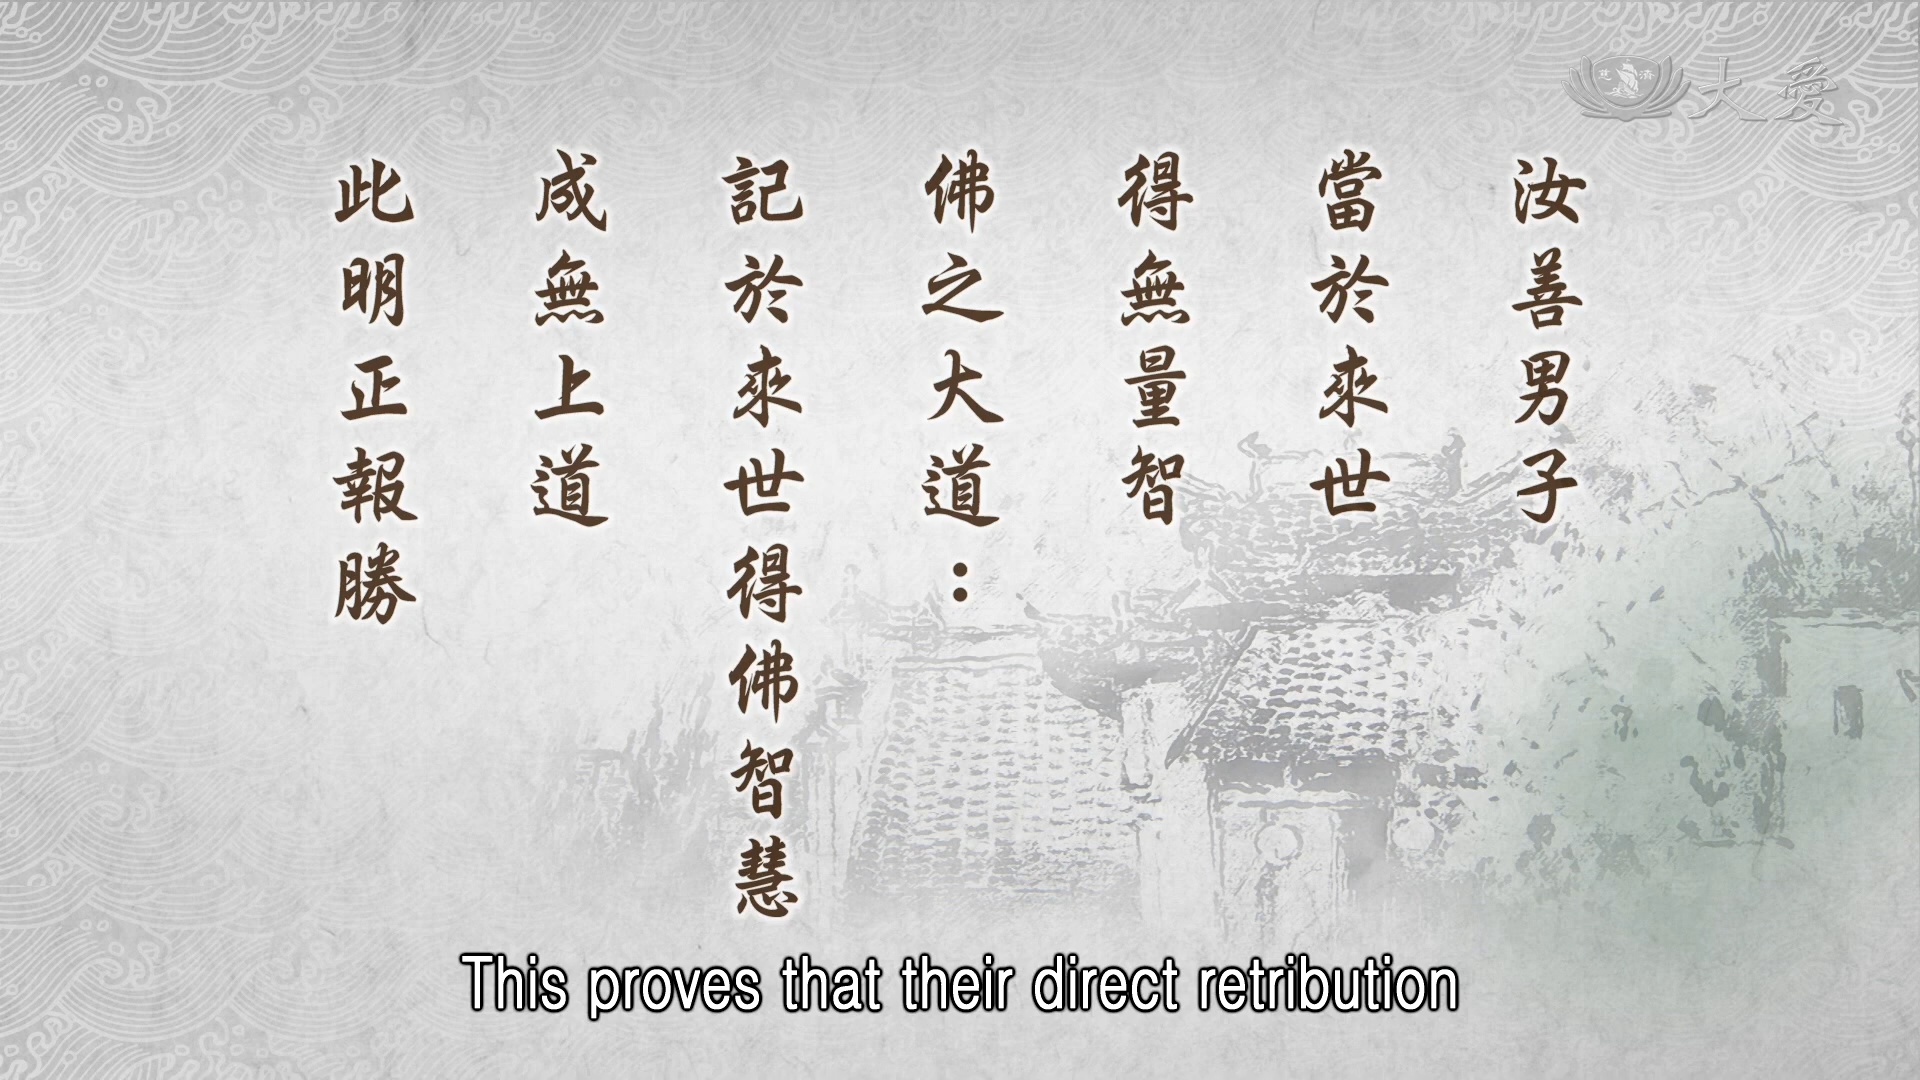 慈濟
大愛
汝善男子
當於來世
得無量智
佛之大道：
記於來世得佛智慧
成無上道
此明正報勝
This proves that their direct retribution